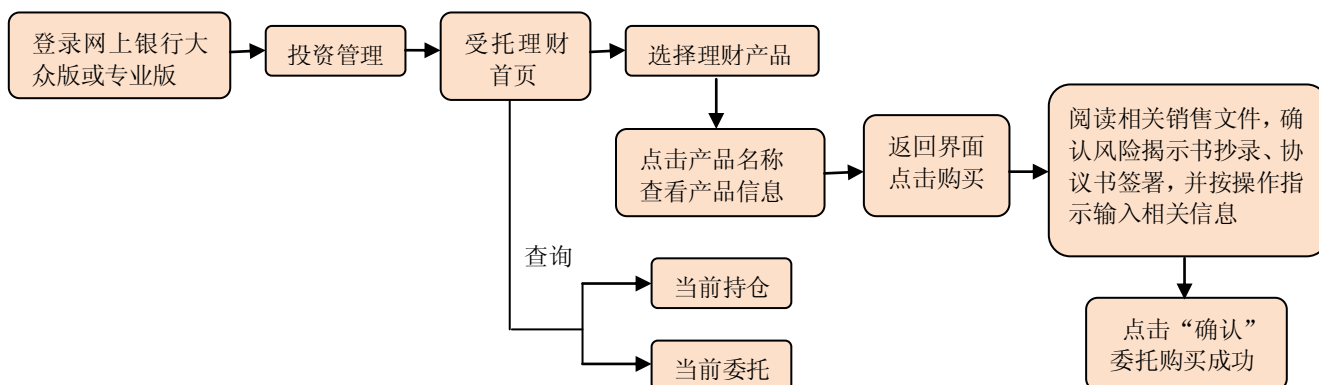 登录网上银行大
众版或专业版
投资管理
受托理财
首页
选择理财产品
点击产品名称
查看产品信息
返回界面
点击购买
阅读相关销售文件，确
认风险揭示书抄录、协
议书签署，并按操作指
示输入相关信息
查询
当前持仓
当前委托
点击“确认”
委托购买成功